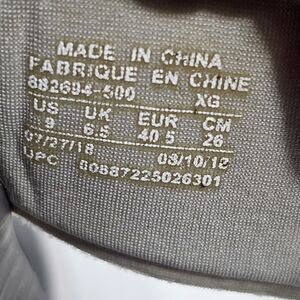 MADE IN CHINA
FABRIQUE EN CHINE
882694-500 XG
US UK EUR CM
9 6.5 40.5 26
07/27/18 08/10/18
UPC 00887225026301